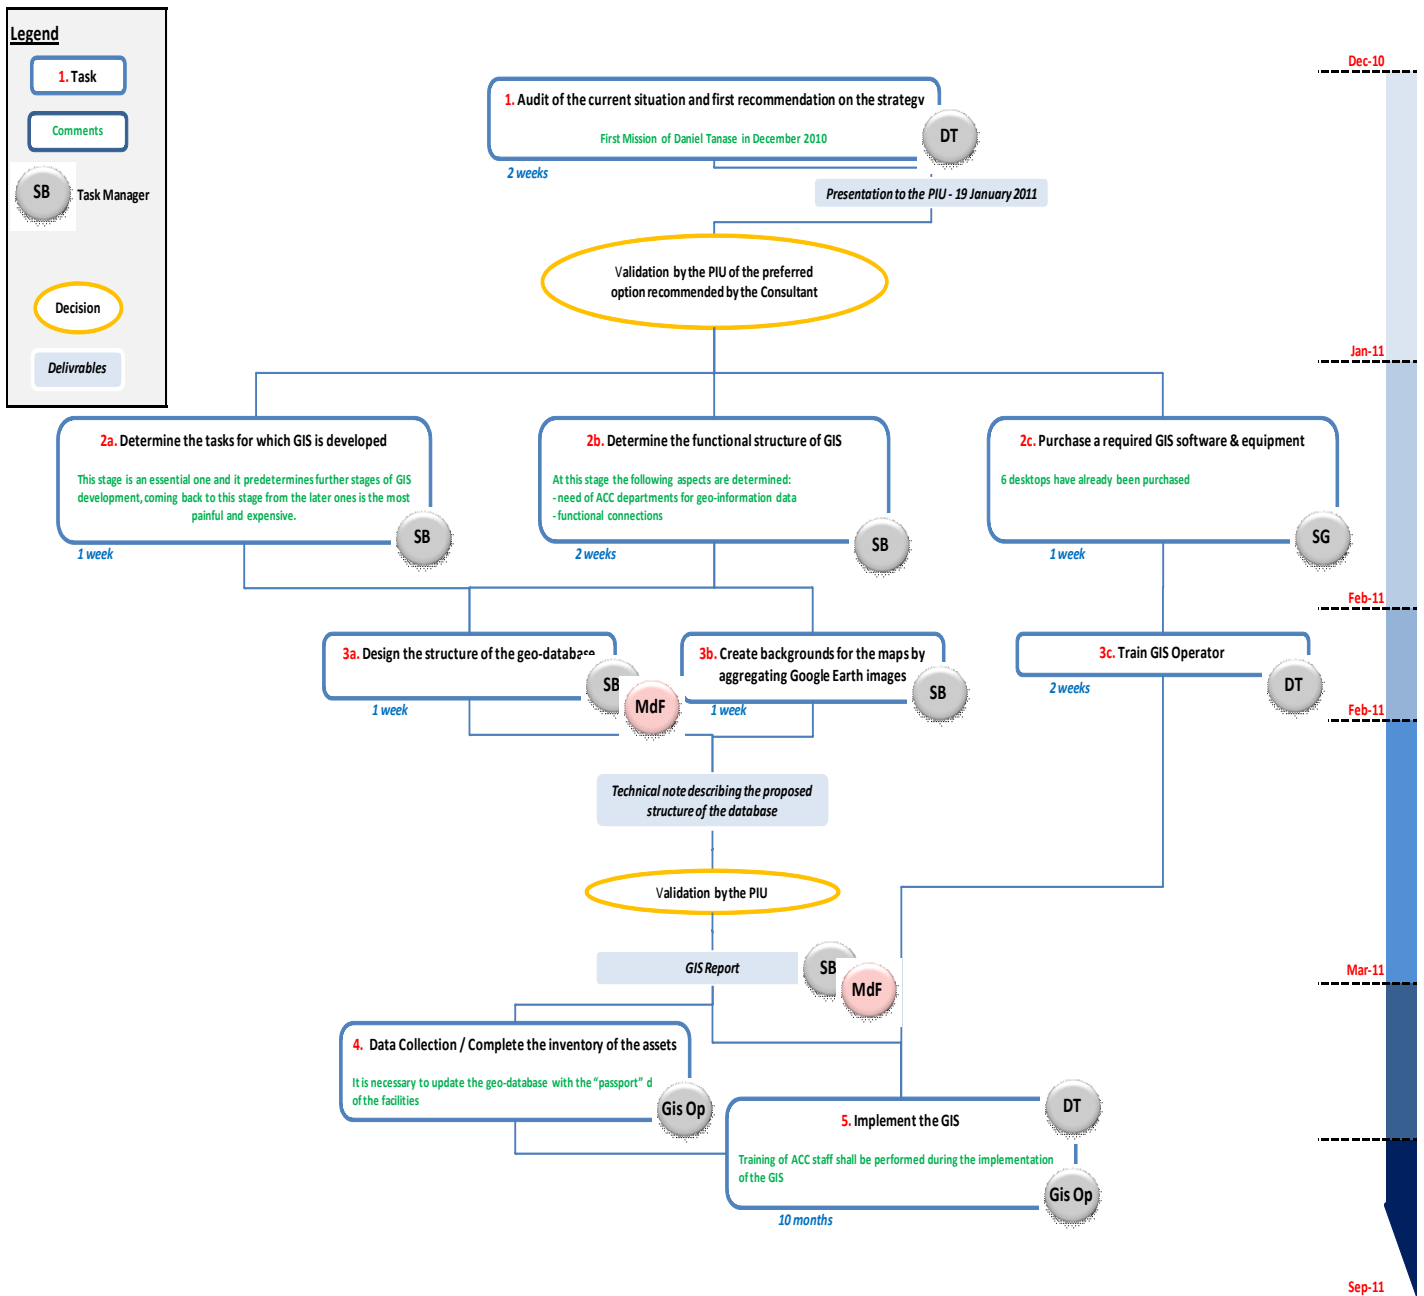 Legend
1. Task
Comments
SB
Task Manager
Decision
Delivrables
Dec-10
1. Audit of the current situation and first recommendation on the strategy
First Mission of Daniel Tanase in December 2010
DT
2 weeks
Presentation to the PIU - 19 January 2011
Validation by the PIU of the preferred
option recommended by the Consultant
Jan-11
2a. Determine the tasks for which GIS is developed
This stage is an essential one and it predetermines further stages of GIS
development, coming back to this stage from the later ones is the most
painful and expensive.
SB
1 week
2b. Determine the functional structure of GIS
At this stage the following aspects are determined:
- need of ACC departments for geo-information data
- functional connections
SB
2 weeks
2c. Purchase a required GIS software & equipment
6 desktops have already been purchased
SG
1 week
Feb-11
3a. Design the structure of the geo-database
SB
MdF
1 week
3b. Create backgrounds for the maps by
aggregating Google Earth images
SB
1 week
3c. Train GIS Operator
DT
2 weeks
Feb-11
Technical note describing the proposed
structure of the database
Validation by the PIU
GIS Report
SB
MdF
Mar-11
4. Data Collection / Complete the inventory of the assets
It is necessary to update the geo-database with the “passport” d
of the facilities
Gis Op
5. Implement the GIS
DT
Training of ACC staff shall be performed during the implementation
of the GIS
Gis Op
10 months
Sep-11